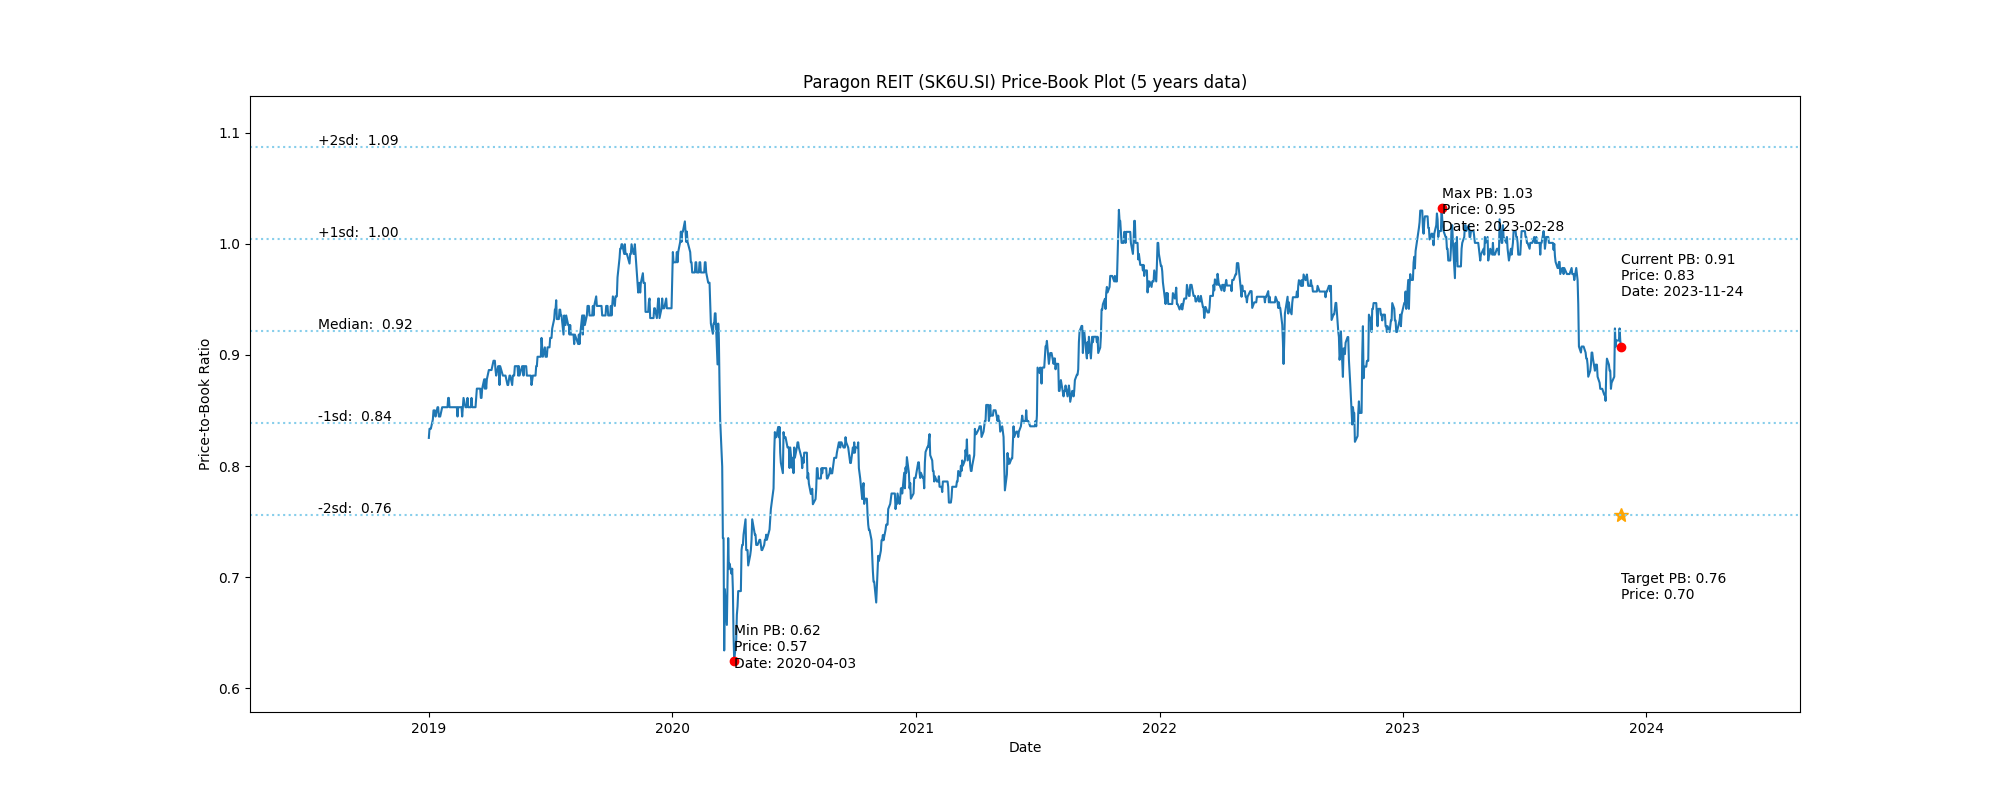 Paragon REIT (SK6U.SI) Price-Book Plot (5 years data)
Price-to-Book Ratio
1.1
1.0
0.9
0.8
0.7
0.6
+2sd: 1.09
+1sd: 1.00
Median: 0.92
-1sd: 0.84
-2sd: 0.76
Max PB: 1.03
Price: 0.95
Date: 2023-02-28
Current PB: 0.91
Price: 0.83
Date: 2023-11-24
Target PB: 0.76
Price: 0.70
Min PB: 0.62
Price: 0.57
Date: 2020-04-03
2019
2020
2021
2022
2023
2024
Date